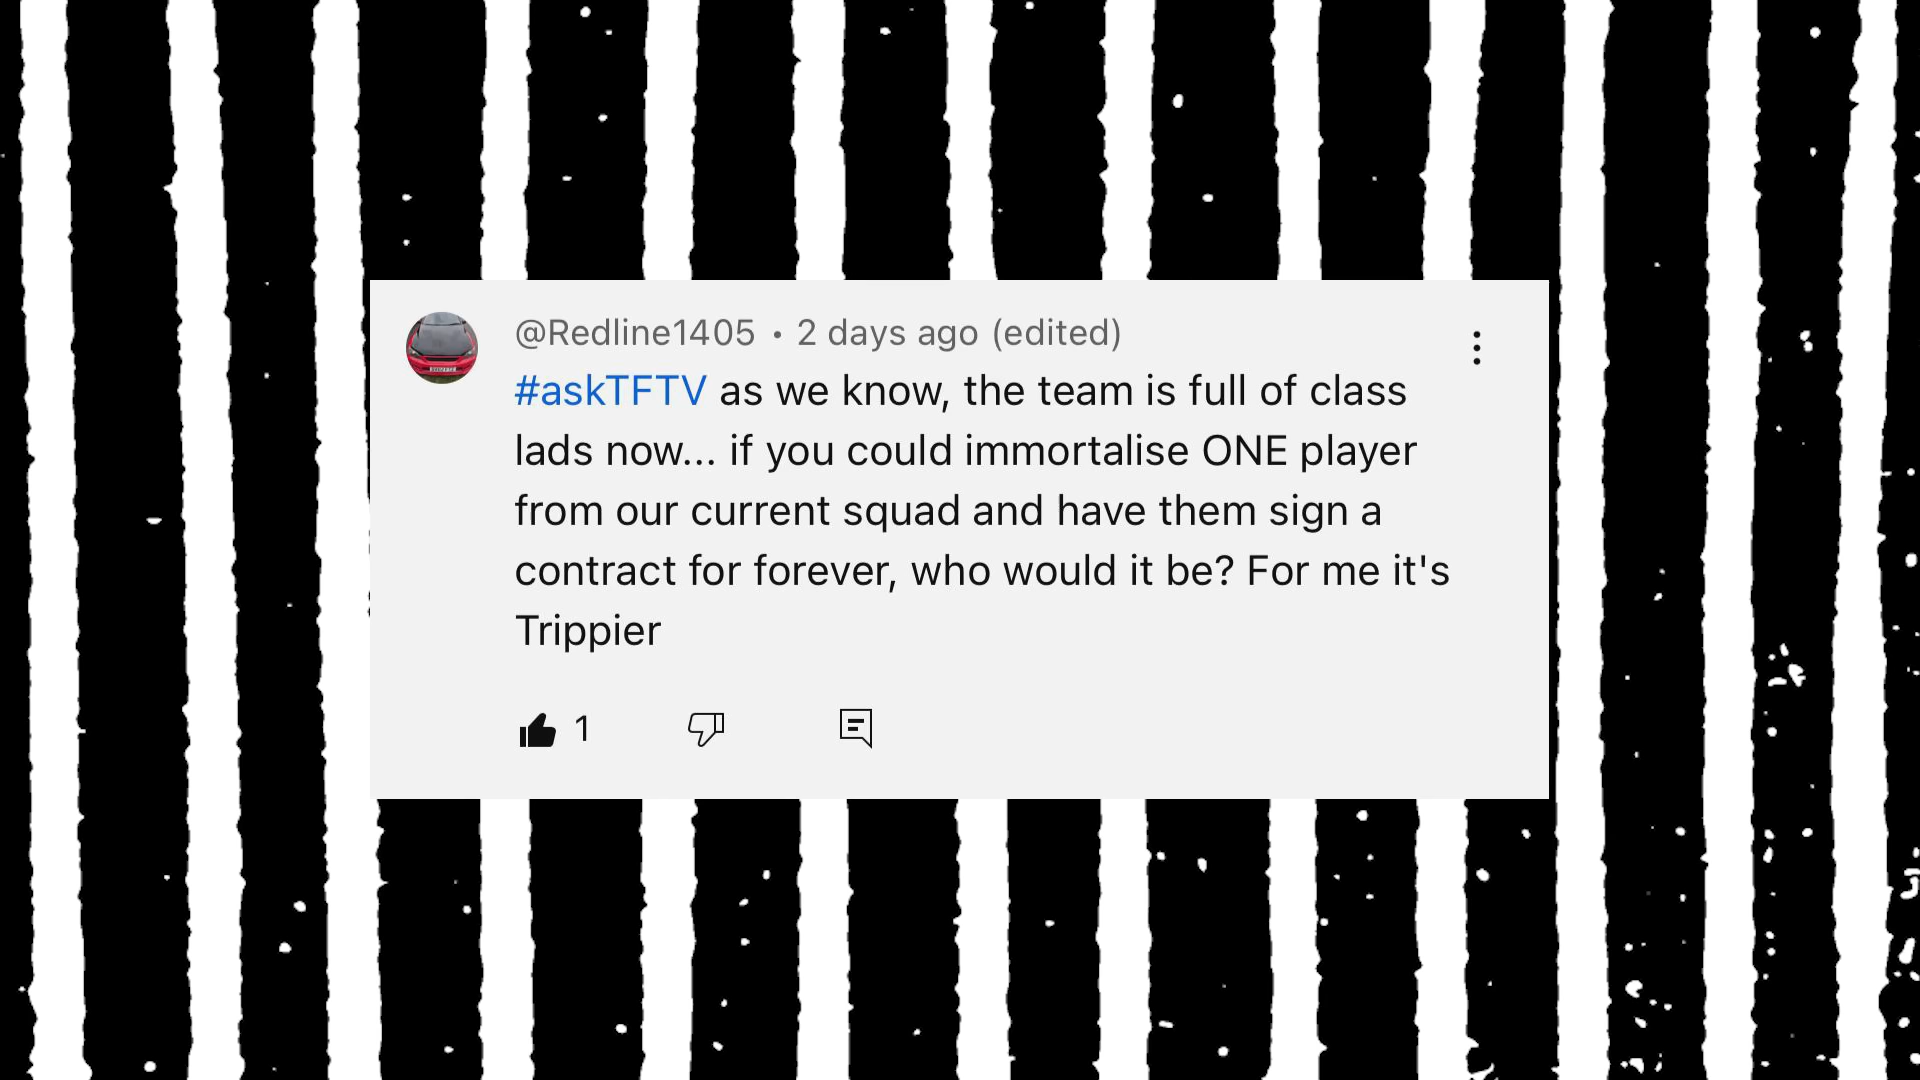 @Redline1405 • 2 days ago (edited)
#askTFTV as we know, the team is full of class
lads now... if you could immortalise ONE player
from our current squad and have them sign a
contract for forever, who would it be? For me it's
Trippier
1